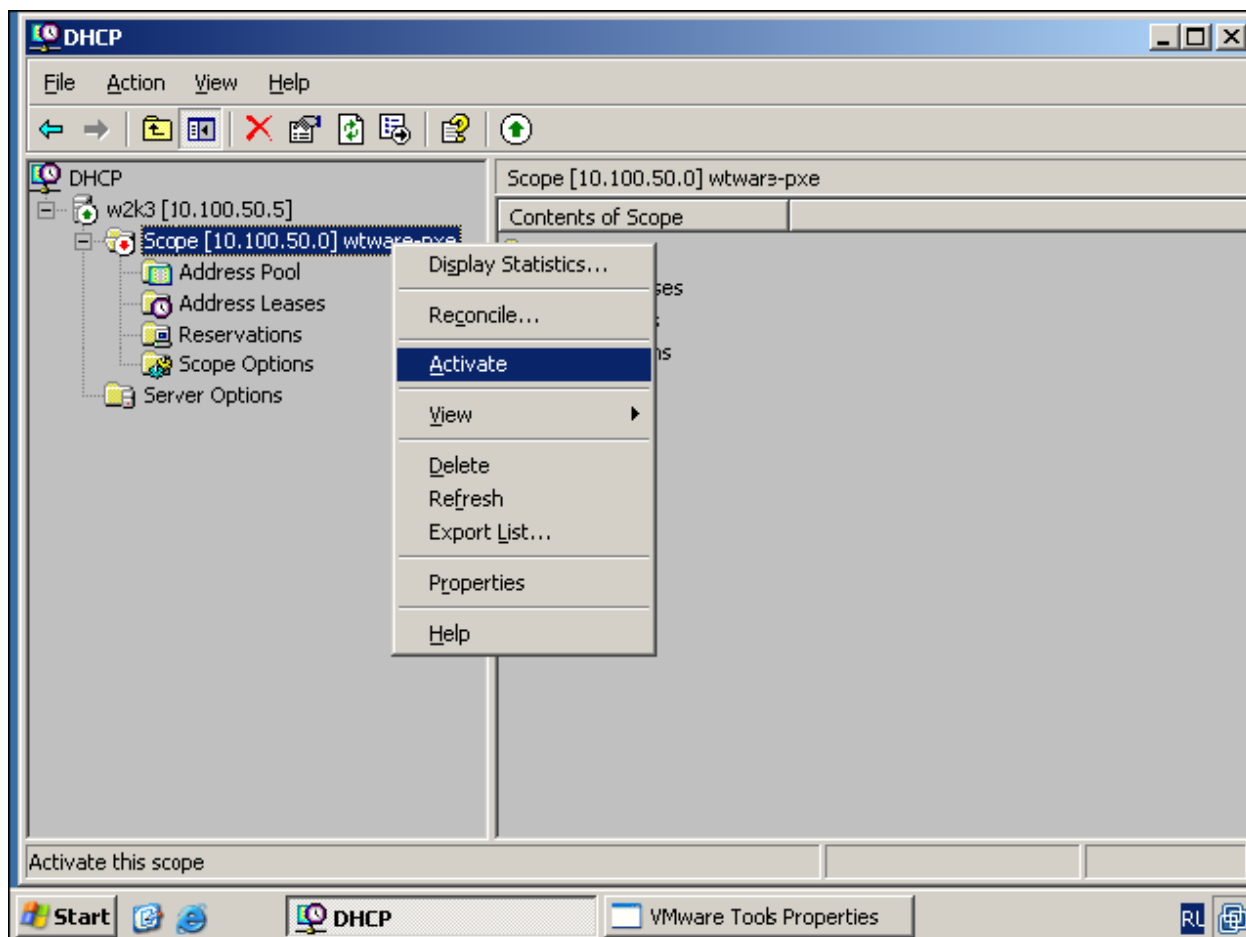 DHCP
File Action View Help
DHCP
w2k3 [10.100.50.5]
Scope [10.100.50.0] wtware-pxe
Address Pool
Address Leases
Reservations
Scope Options
Server Options
Scope [10.100.50.0] wtware-pxe
Contents of Scope
ses
s
ns
Display Statistics...
Reconcile...
Activate
View
Delete
Refresh
Export List...
Properties
Help
Activate this scope
Start DHCP VMware Tools Properties RU